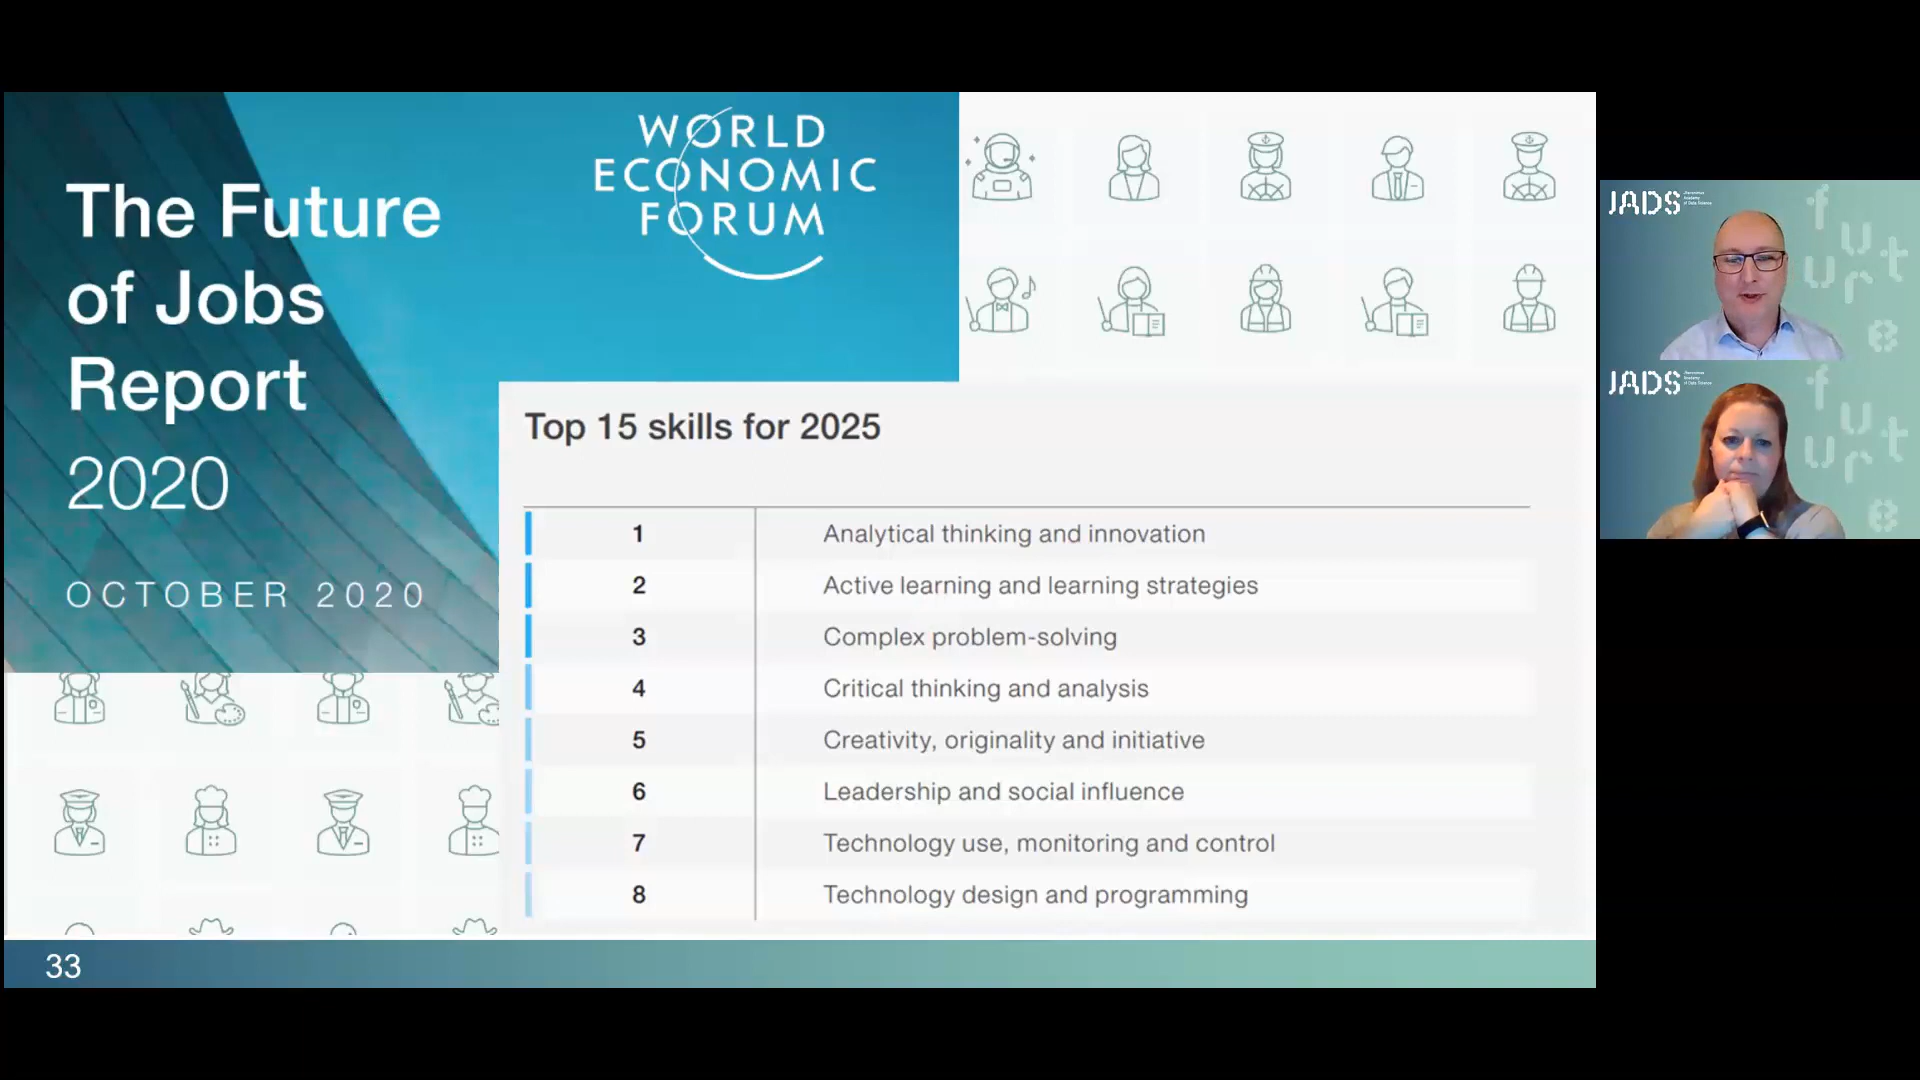 The Future
of Jobs
Report
2020
OCTOBER 2020
WORLD
ECONOMIC
FORUM
Top 15 skills for 2025
1 Analytical thinking and innovation
2 Active learning and learning strategies
3 Complex problem-solving
4 Critical thinking and analysis
5 Creativity, originality and initiative
6 Leadership and social influence
7 Technology use, monitoring and control
8 Technology design and programming
33
JADS
future
JADS
future